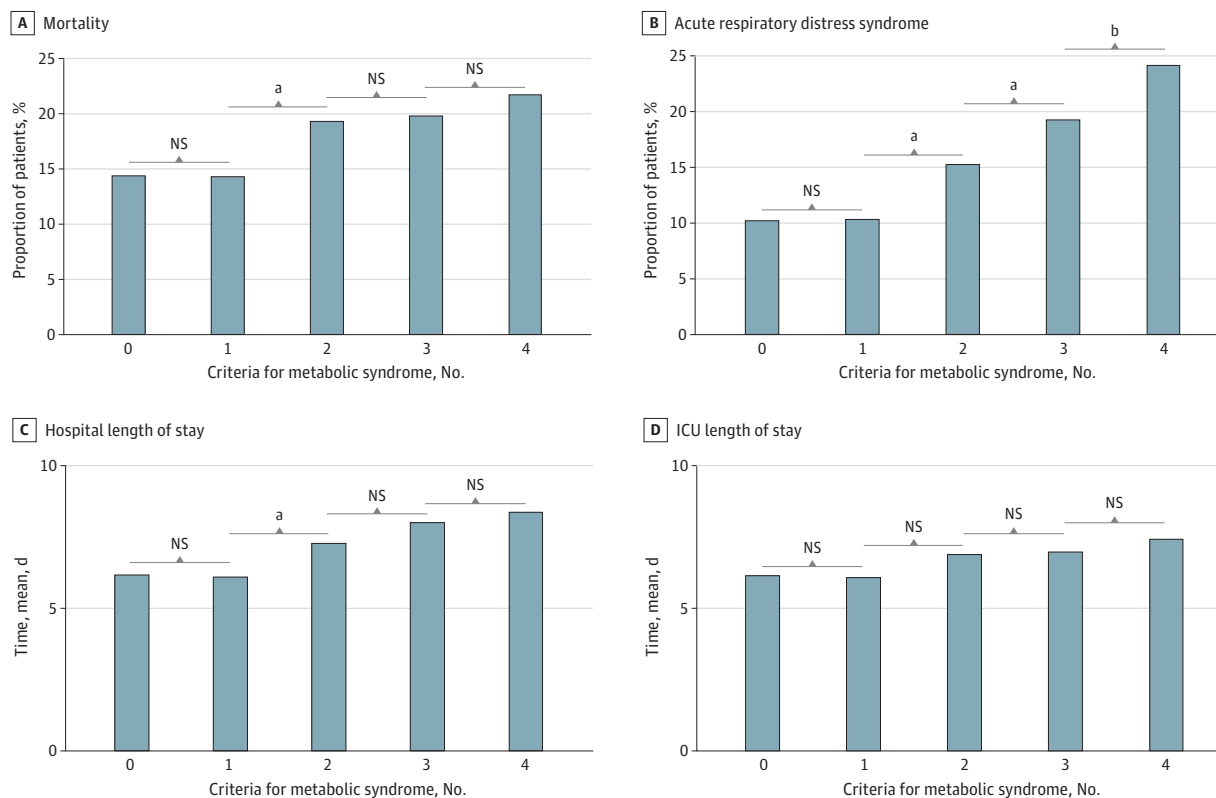 A Mortality
Proportion of patients, %
25
20
15
10
5
0
NS
a
NS
NS
0 1 2 3 4
Criteria for metabolic syndrome, No.
B Acute respiratory distress syndrome
Proportion of patients, %
25
20
15
10
5
0
NS
a
a
b
0 1 2 3 4
Criteria for metabolic syndrome, No.
C Hospital length of stay
Time, mean, d
10
5
0
NS
a
NS
NS
0 1 2 3 4
Criteria for metabolic syndrome, No.
D ICU length of stay
Time, mean, d
10
5
0
NS
NS
NS
NS
0 1 2 3 4
Criteria for metabolic syndrome, No.